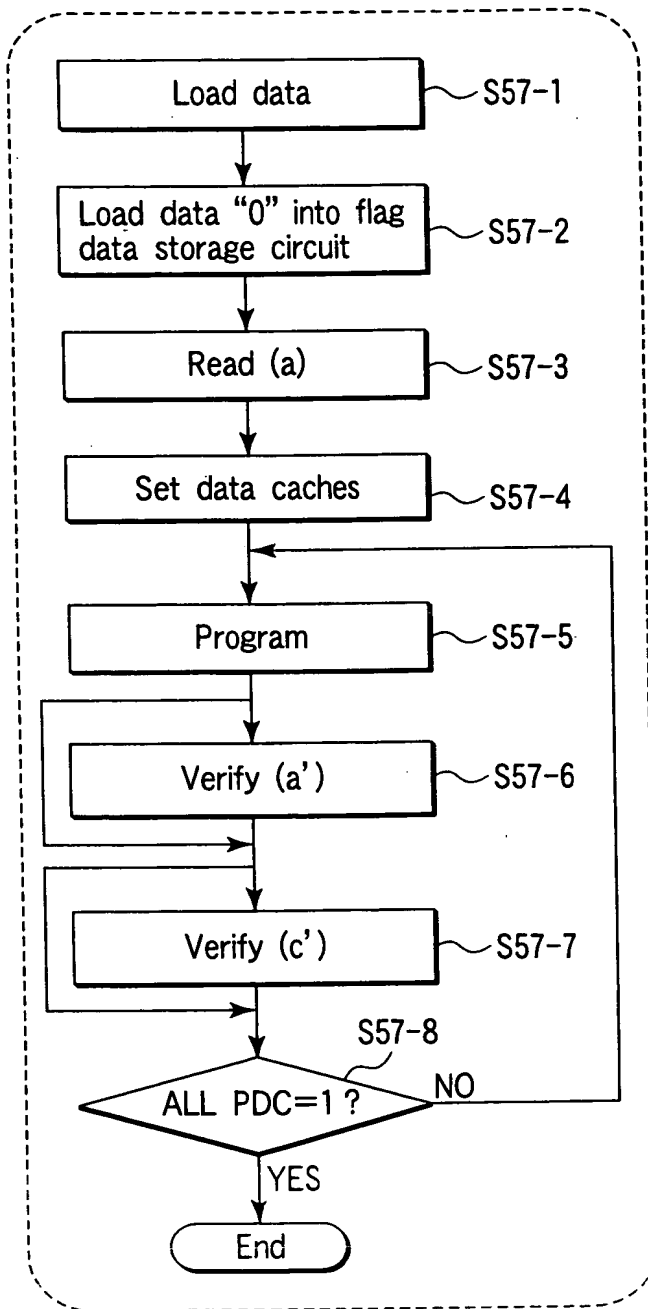 Load data
S57-1
Load data “0” into flag
data storage circuit
S57-2
Read (a)
S57-3
Set data caches
S57-4
Program
S57-5
Verify (a’)
S57-6
Verify (c’)
S57-7
S57-8
ALL PDC=1 ?
NO
YES
End